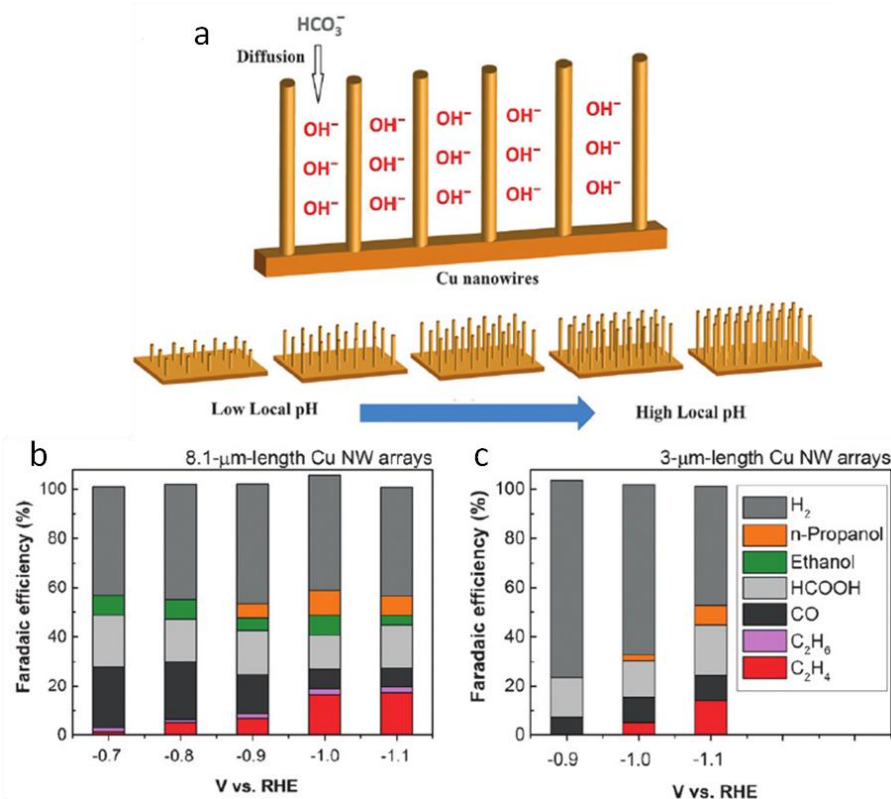 a
HCO₃⁻
Diffusion
OH⁻ OH⁻ OH⁻ OH⁻ OH⁻
OH⁻ OH⁻ OH⁻ OH⁻ OH⁻
OH⁻ OH⁻ OH⁻ OH⁻ OH⁻
Cu nanowires
Low Local pH
High Local pH
b
8.1-μm-length Cu NW arrays
Faradaic efficiency (%)
100
80
60
40
20
0
-0.7 -0.8 -0.9 -1.0 -1.1
V vs. RHE
c
3-μm-length Cu NW arrays
Faradaic efficiency (%)
100
80
60
40
20
0
-0.9 -1.0 -1.1
V vs. RHE
H₂
n-Propanol
Ethanol
HCOOH
CO
C₂H₆
C₂H₄